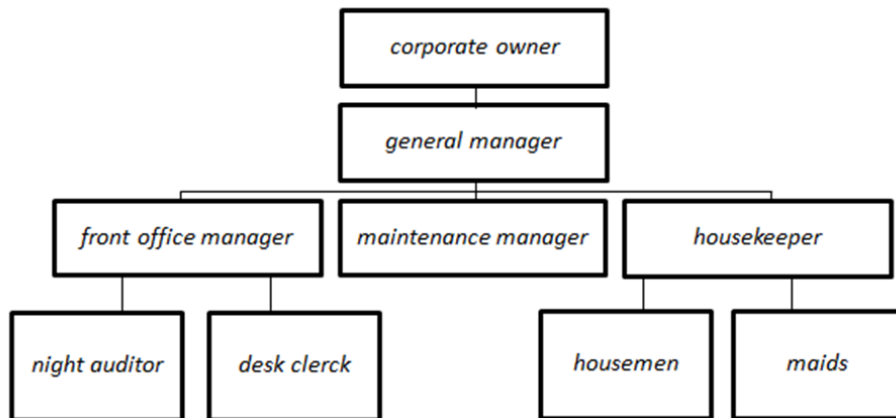 corporate owner
general manager
front office manager
maintenance manager
housekeeper
night auditor
desk clerck
housemen
maids